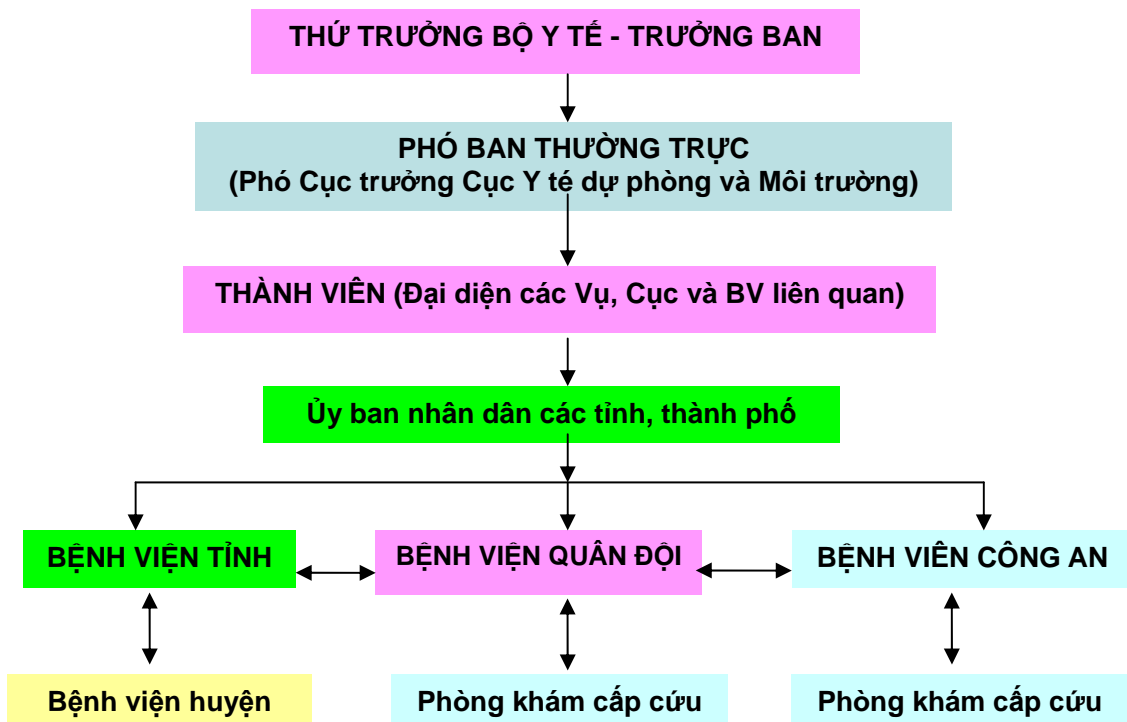 THỨ TRƯỞNG BỘ Y TẾ - TRƯỞNG BAN
PHÓ BAN THƯỜNG TRỰC
(Phó Cục trưởng Cục Y té dự phòng và Môi trường)
THÀNH VIÊN (Đại diện các Vụ, Cục và BV liên quan)
Ủy ban nhân dân các tỉnh, thành phố
BỆNH VIỆN TỈNH
BỆNH VIỆN QUÂN ĐỘI
BỆNH VIÊN CÔNG AN
Bệnh viện huyện
Phòng khám cấp cứu
Phòng khám cấp cứu